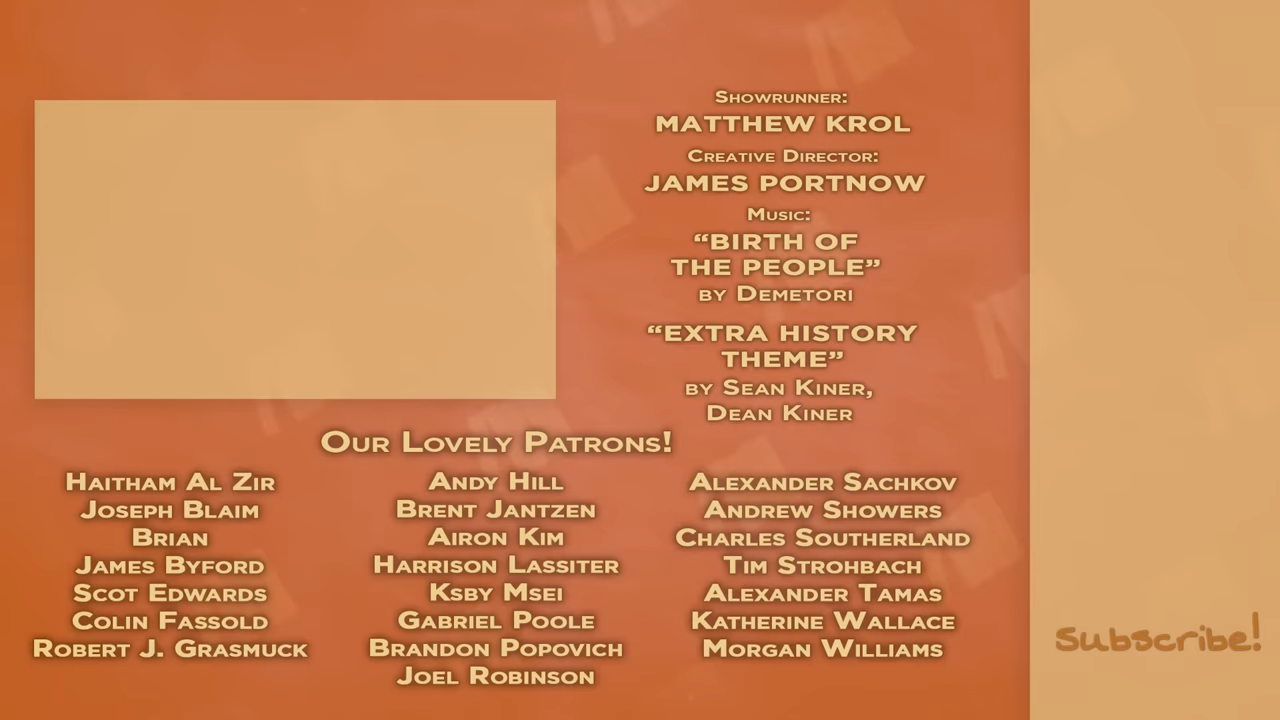 Showrunner:
MATTHEW KROL
Creative Director:
JAMES PORTNOW
Music:
“BIRTH OF
THE PEOPLE”
by Demetori
“EXTRA HISTORY
THEME”
by Sean Kiner,
Dean Kiner
Our Lovely Patrons!
Haitham Al Zir
Joseph Blaim
Brian
James Byford
Scot Edwards
Colin Fassold
Robert J. Grasmuck
Andy Hill
Brent Jantzen
Airon Kim
Harrison Lassiter
Ksby Msei
Gabriel Poole
Brandon Popovich
Joel Robinson
Alexander Sachkov
Andrew Showers
Charles Southerland
Tim Strohbach
Alexander Tamas
Katherine Wallace
Morgan Williams
Subscribe!